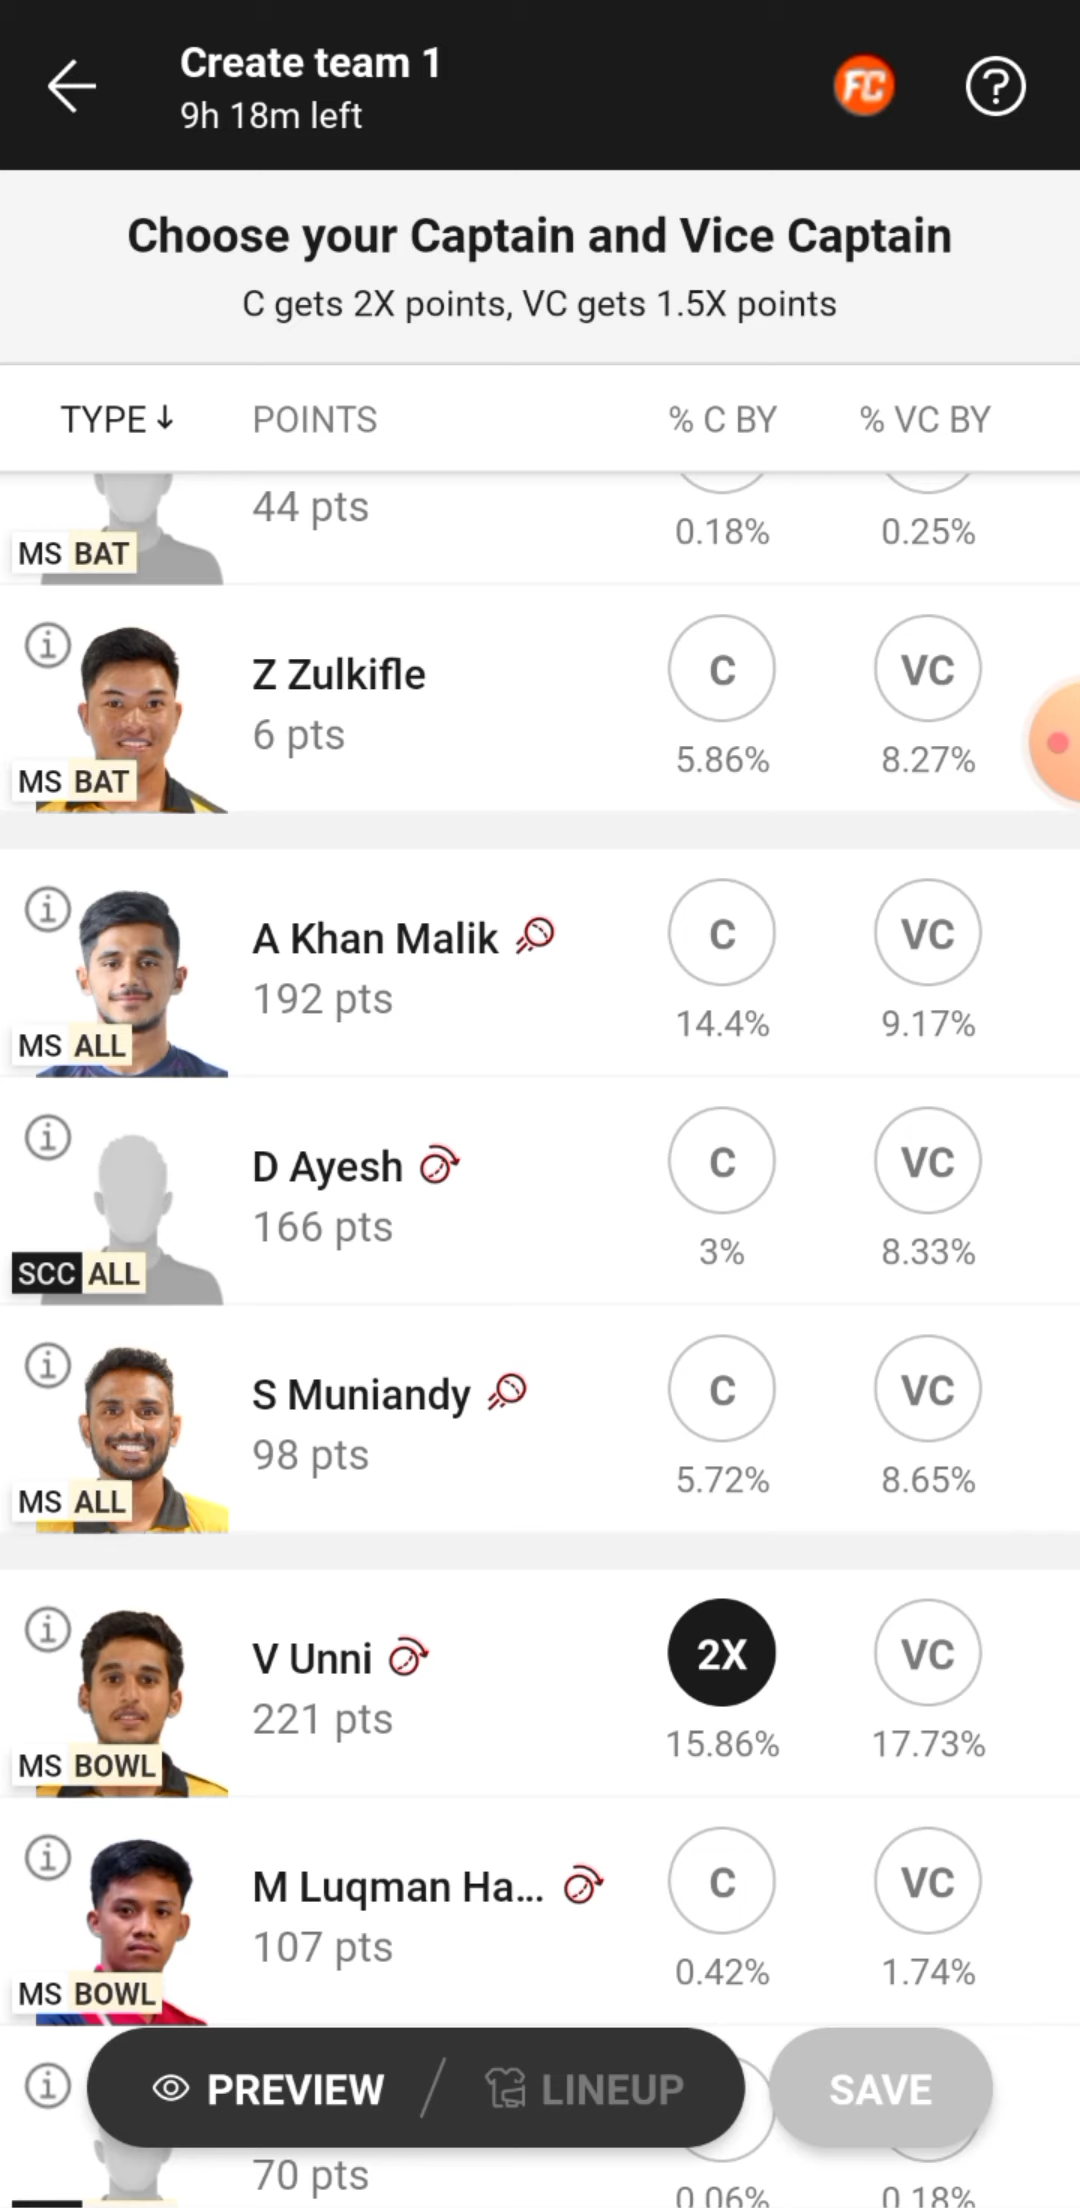 Create team 1
9h 18m left
FC
?
Choose your Captain and Vice Captain
C gets 2X points, VC gets 1.5X points
TYPE↓ POINTS % C BY % VC BY
44 pts
0.18% 0.25%
MS BAT
Z Zulkifle
6 pts
C VC
5.86% 8.27%
MS BAT
A Khan Malik
192 pts
C VC
14.4% 9.17%
MS ALL
D Ayesh
166 pts
C VC
3% 8.33%
SCC ALL
S Muniandy
98 pts
C VC
5.72% 8.65%
MS ALL
V Unni
221 pts
2X VC
15.86% 17.73%
MS BOWL
M Luqman Ha...
107 pts
C VC
0.42% 1.74%
MS BOWL
PREVIEW / LINEUP SAVE
70 pts
0.06% 0.18%